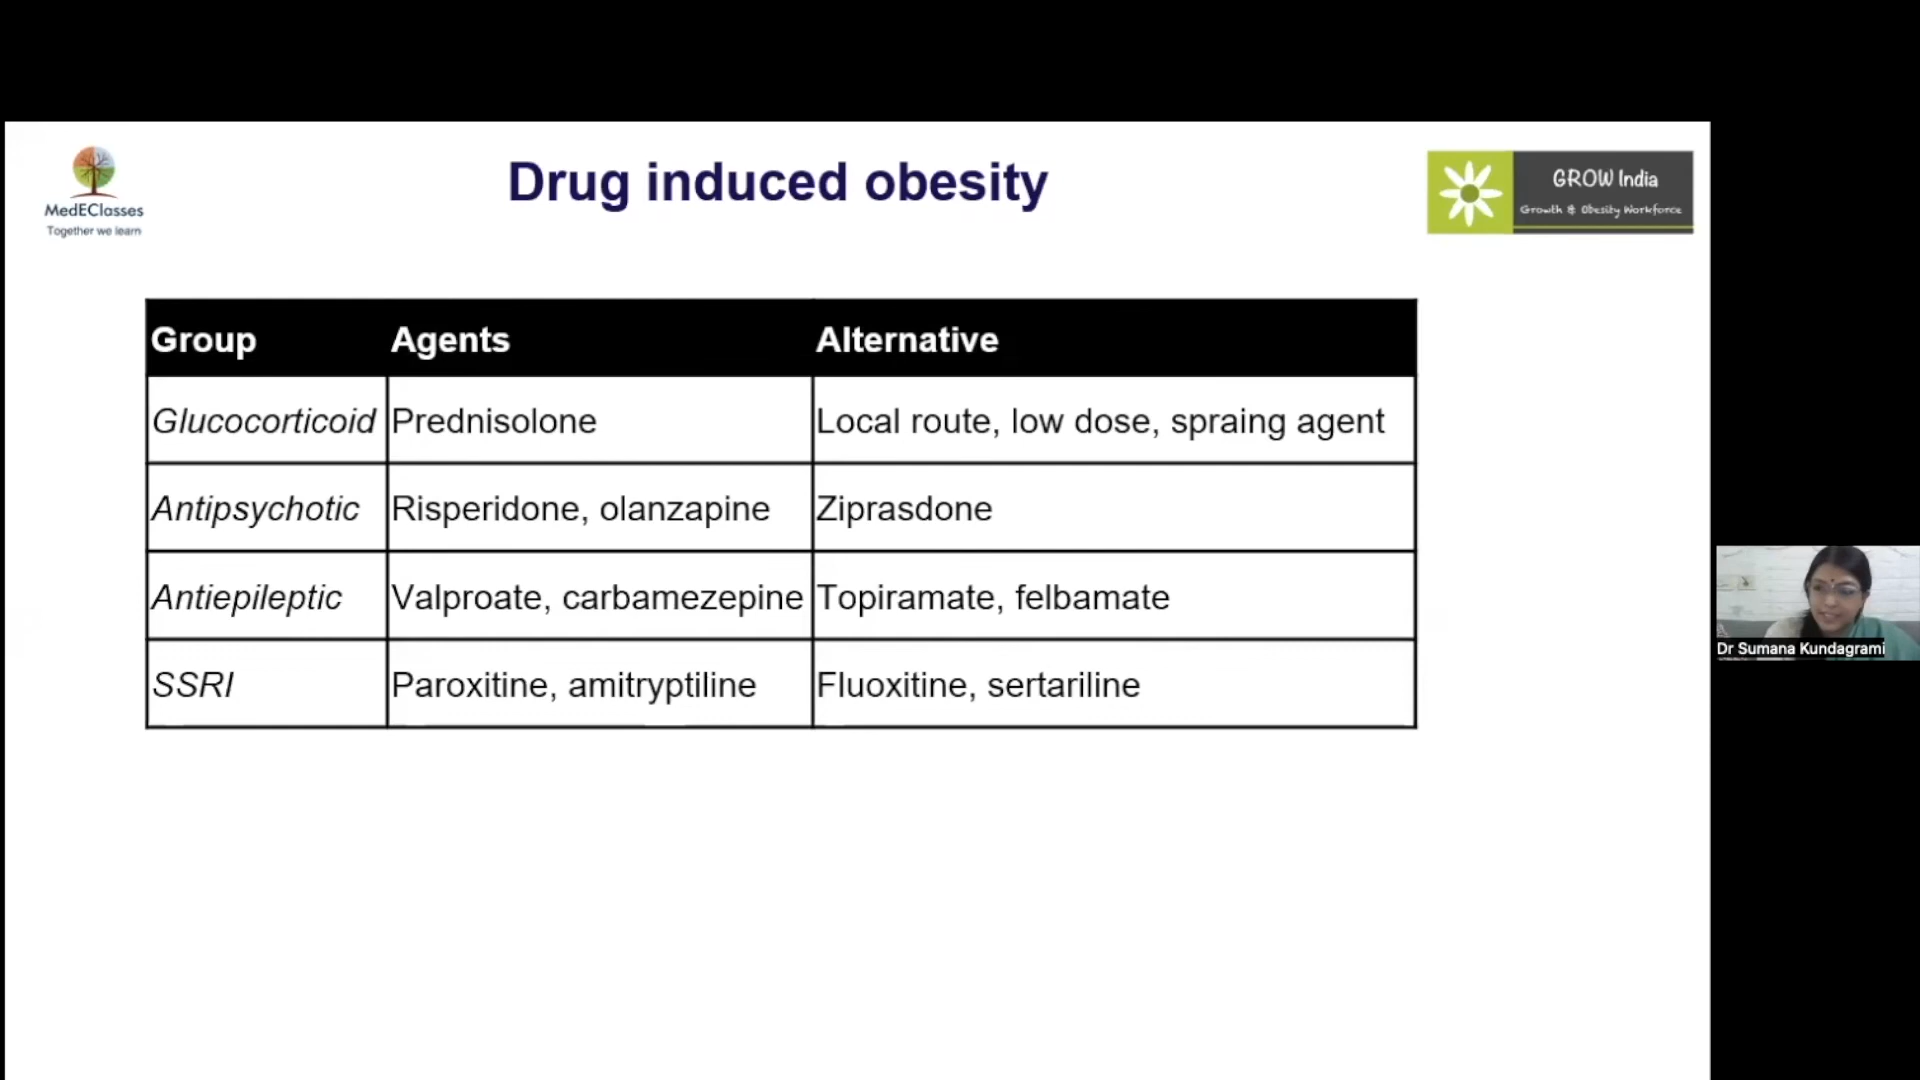 MedEClasses
Together we learn
Drug induced obesity
GROW India
Growth & Obesity Workforce
Group Agents Alternative
Glucocorticoid Prednisolone Local route, low dose, spraing agent
Antipsychotic Risperidone, olanzapine Ziprasdone
Antiepileptic Valproate, carbamezepine Topiramate, felbamate
SSRI Paroxitine, amitryptiline Fluoxitine, sertariline
Dr Sumana Kundagrami